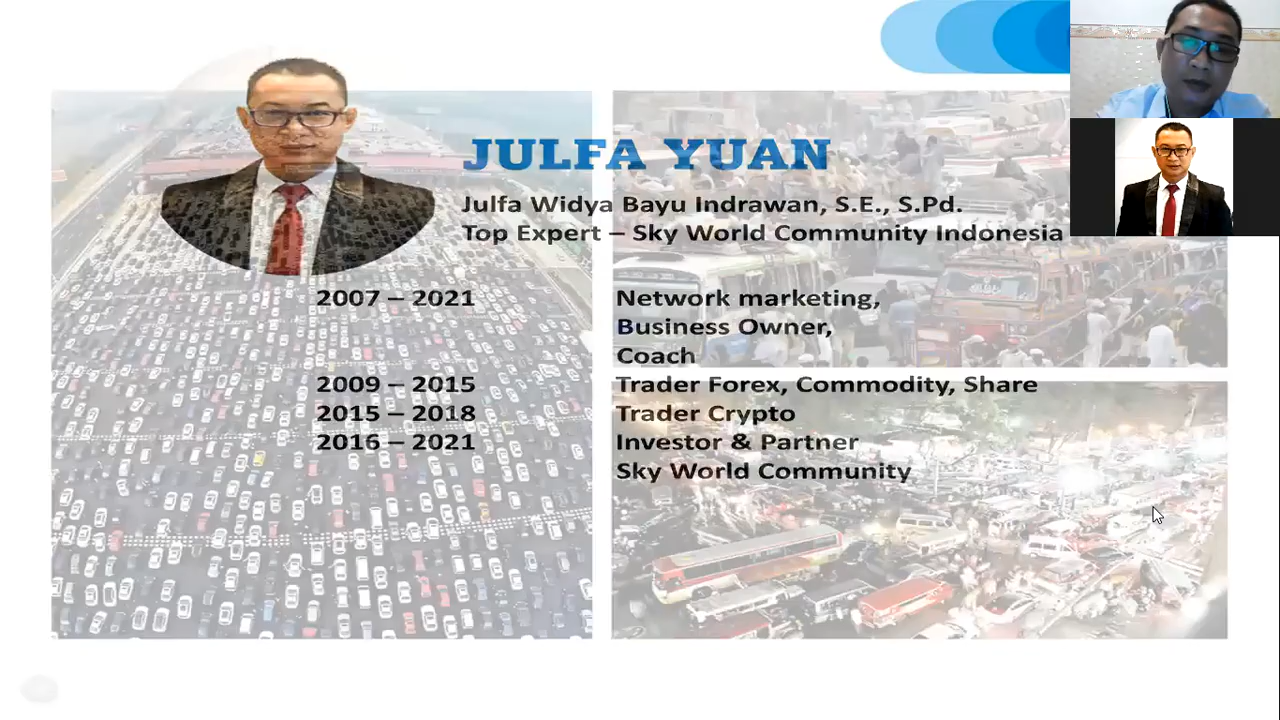 JULFA YUAN
Julfa Widya Bayu Indrawan, S.E., S.Pd.
Top Expert – Sky World Community Indonesia
2007 – 2021 Network marketing,
Business Owner,
Coach
2009 – 2015 Trader Forex, Commodity, Share
2015 – 2018 Trader Crypto
2016 – 2021 Investor & Partner
Sky World Community